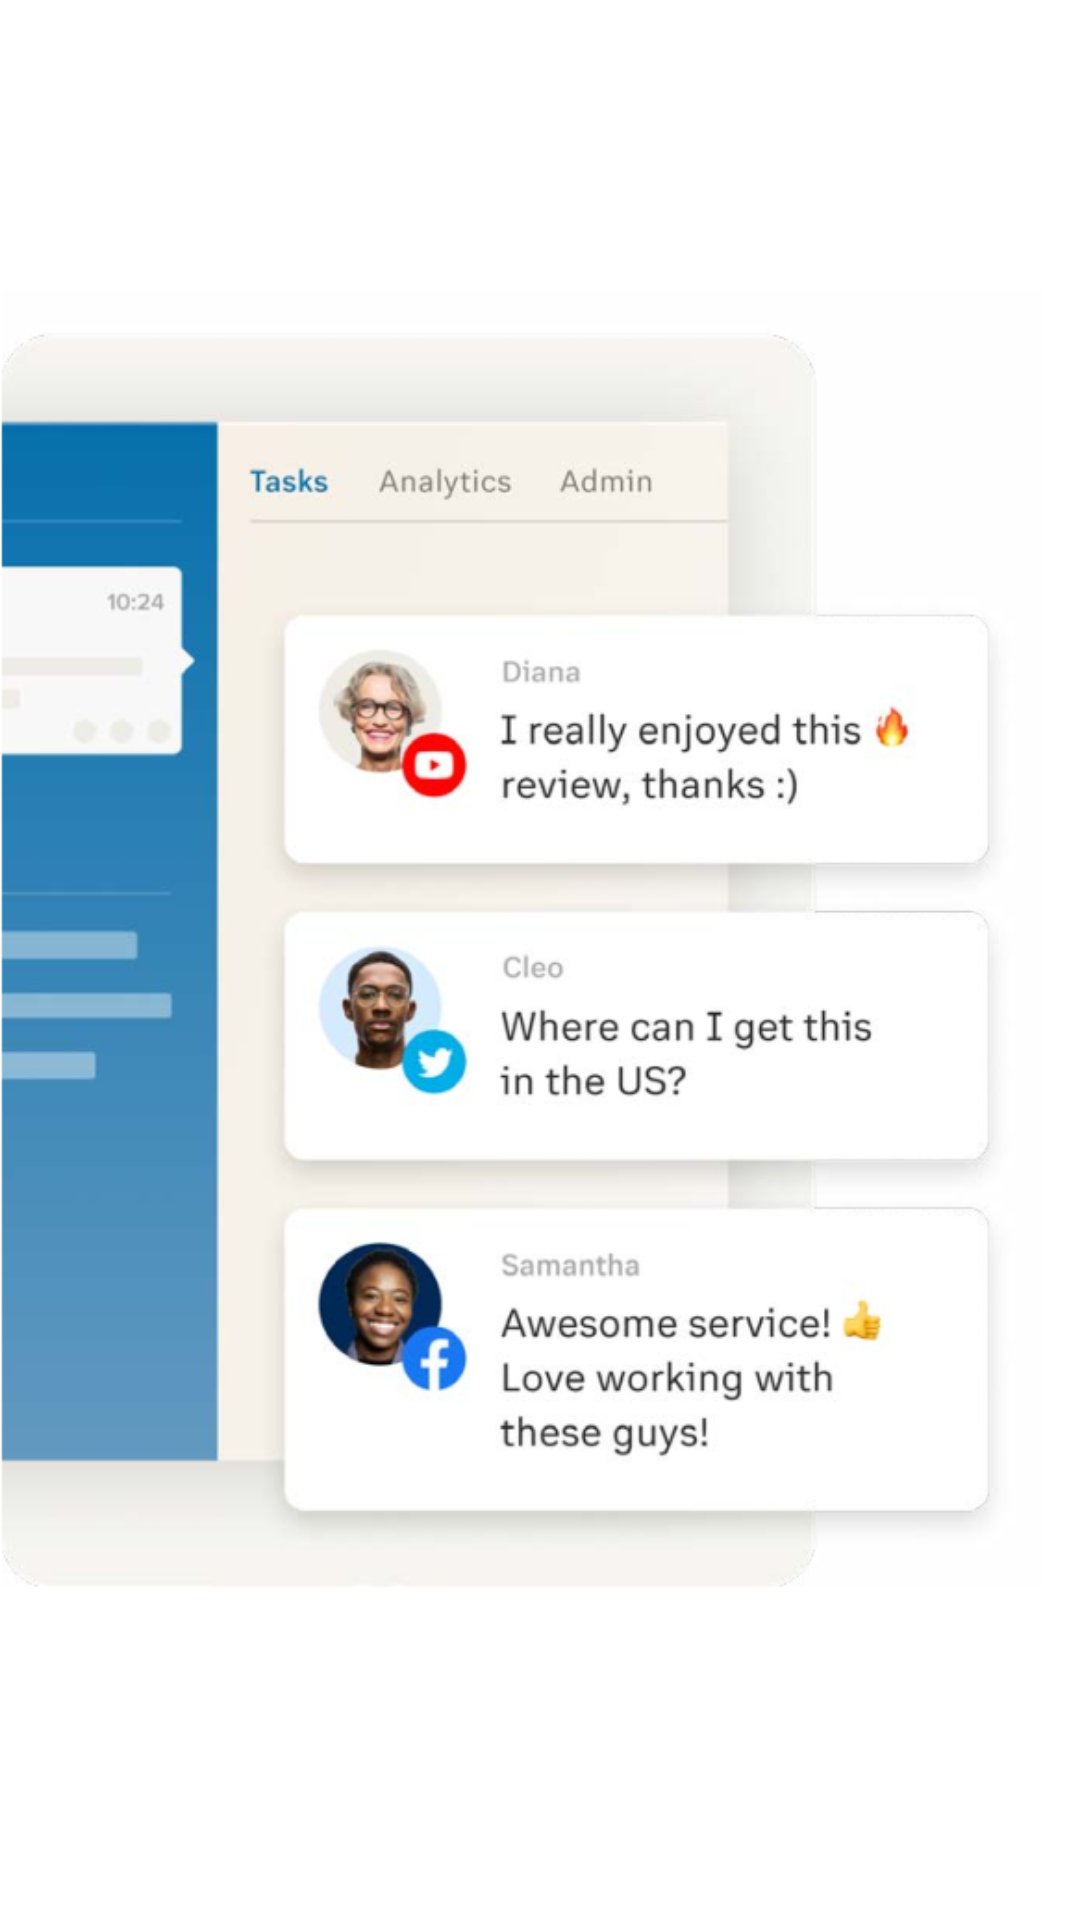 Tasks Analytics Admin
10:24
Diana
I really enjoyed this 🔥
review, thanks :)
Cleo
Where can I get this
in the US?
Samantha
Awesome service! 👍
Love working with
these guys!